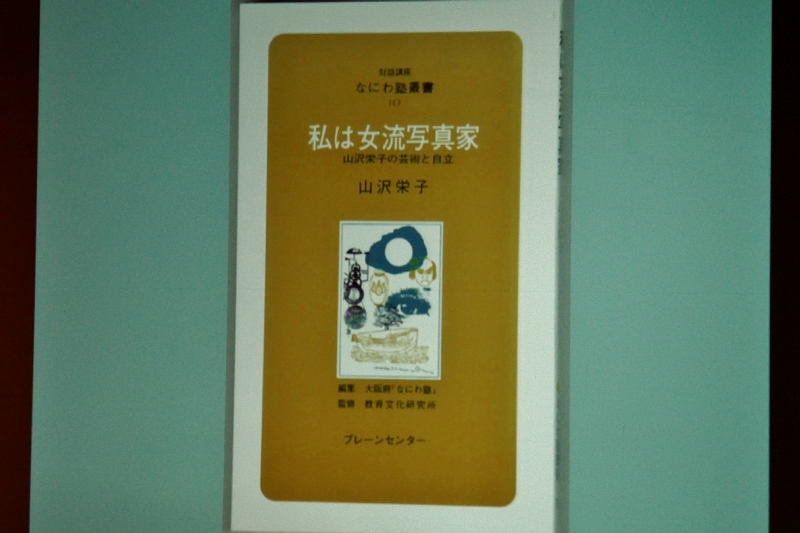 対話講座
なにわ塾叢書
10
私は女流写真家
山沢栄子の芸術と自立
山沢栄子
編集 大阪府「なにわ塾」
監修 教育文化研究所
ブレーンセンター